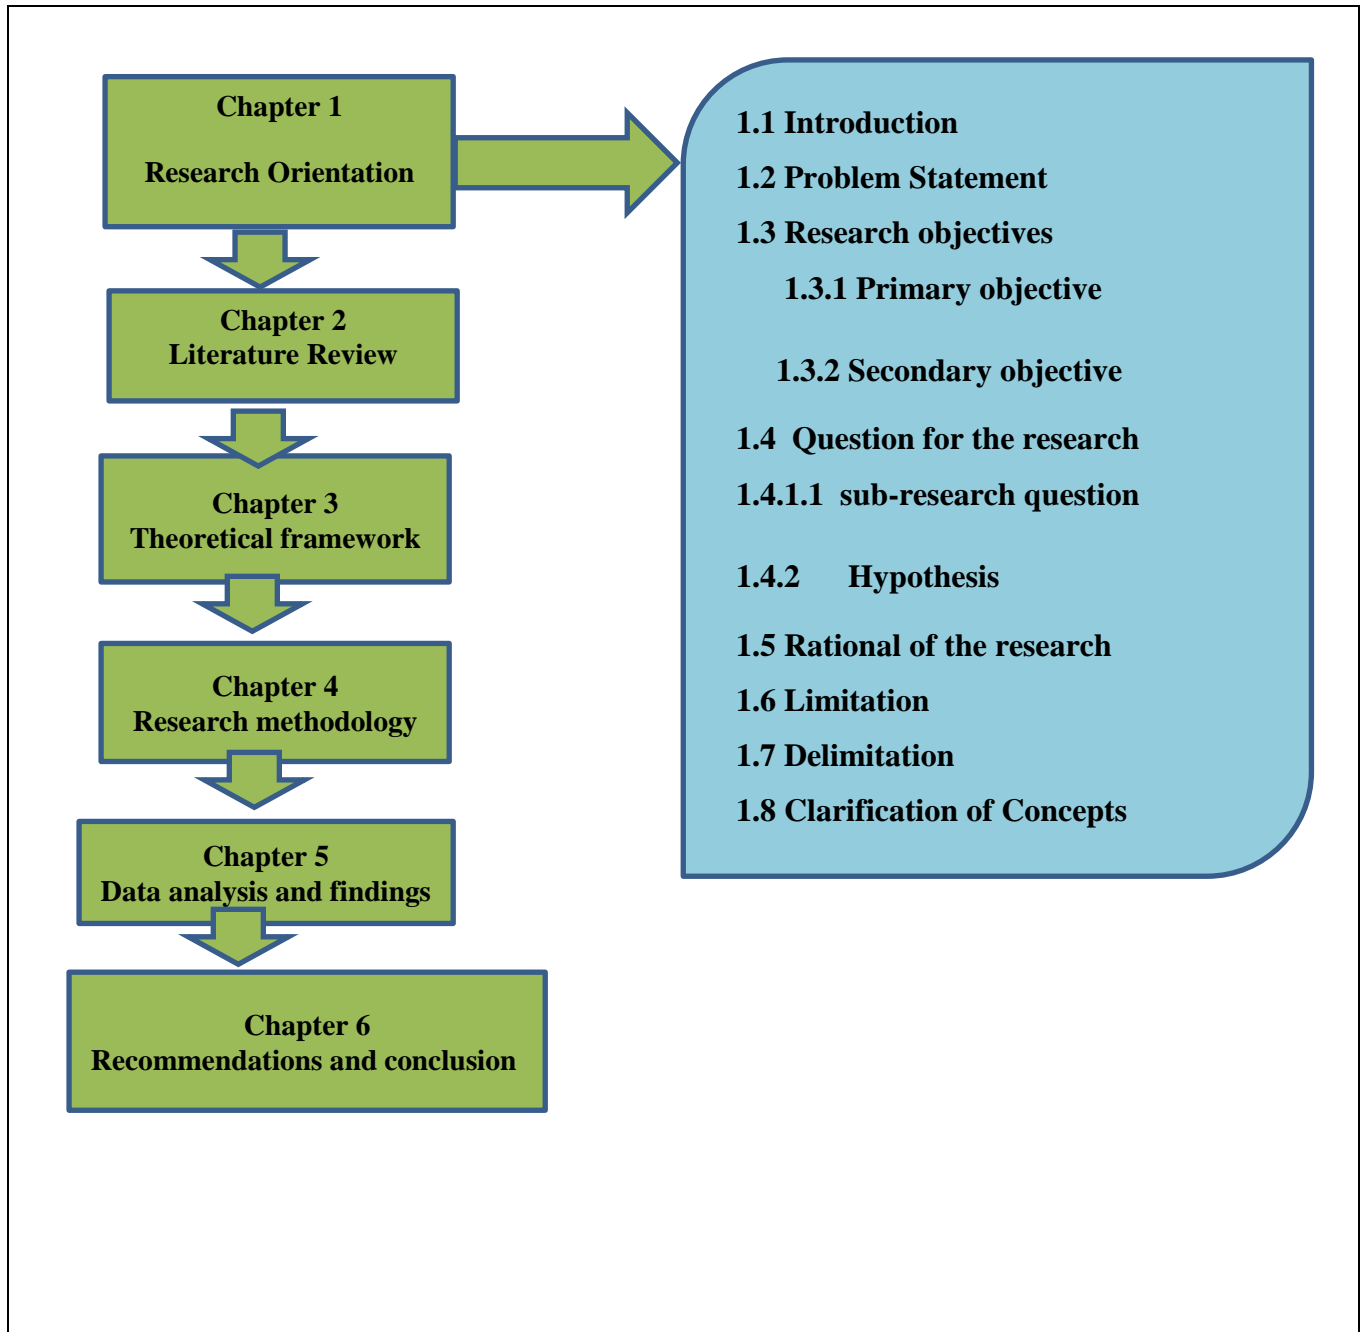 Chapter 1
Research Orientation
1.1 Introduction
1.2 Problem Statement
1.3 Research objectives
1.3.1 Primary objective
1.3.2 Secondary objective
1.4 Question for the research
1.4.1.1 sub-research question
1.4.2 Hypothesis
1.5 Rational of the research
1.6 Limitation
1.7 Delimitation
1.8 Clarification of Concepts
Chapter 2
Literature Review
Chapter 3
Theoretical framework
Chapter 4
Research methodology
Chapter 5
Data analysis and findings
Chapter 6
Recommendations and conclusion